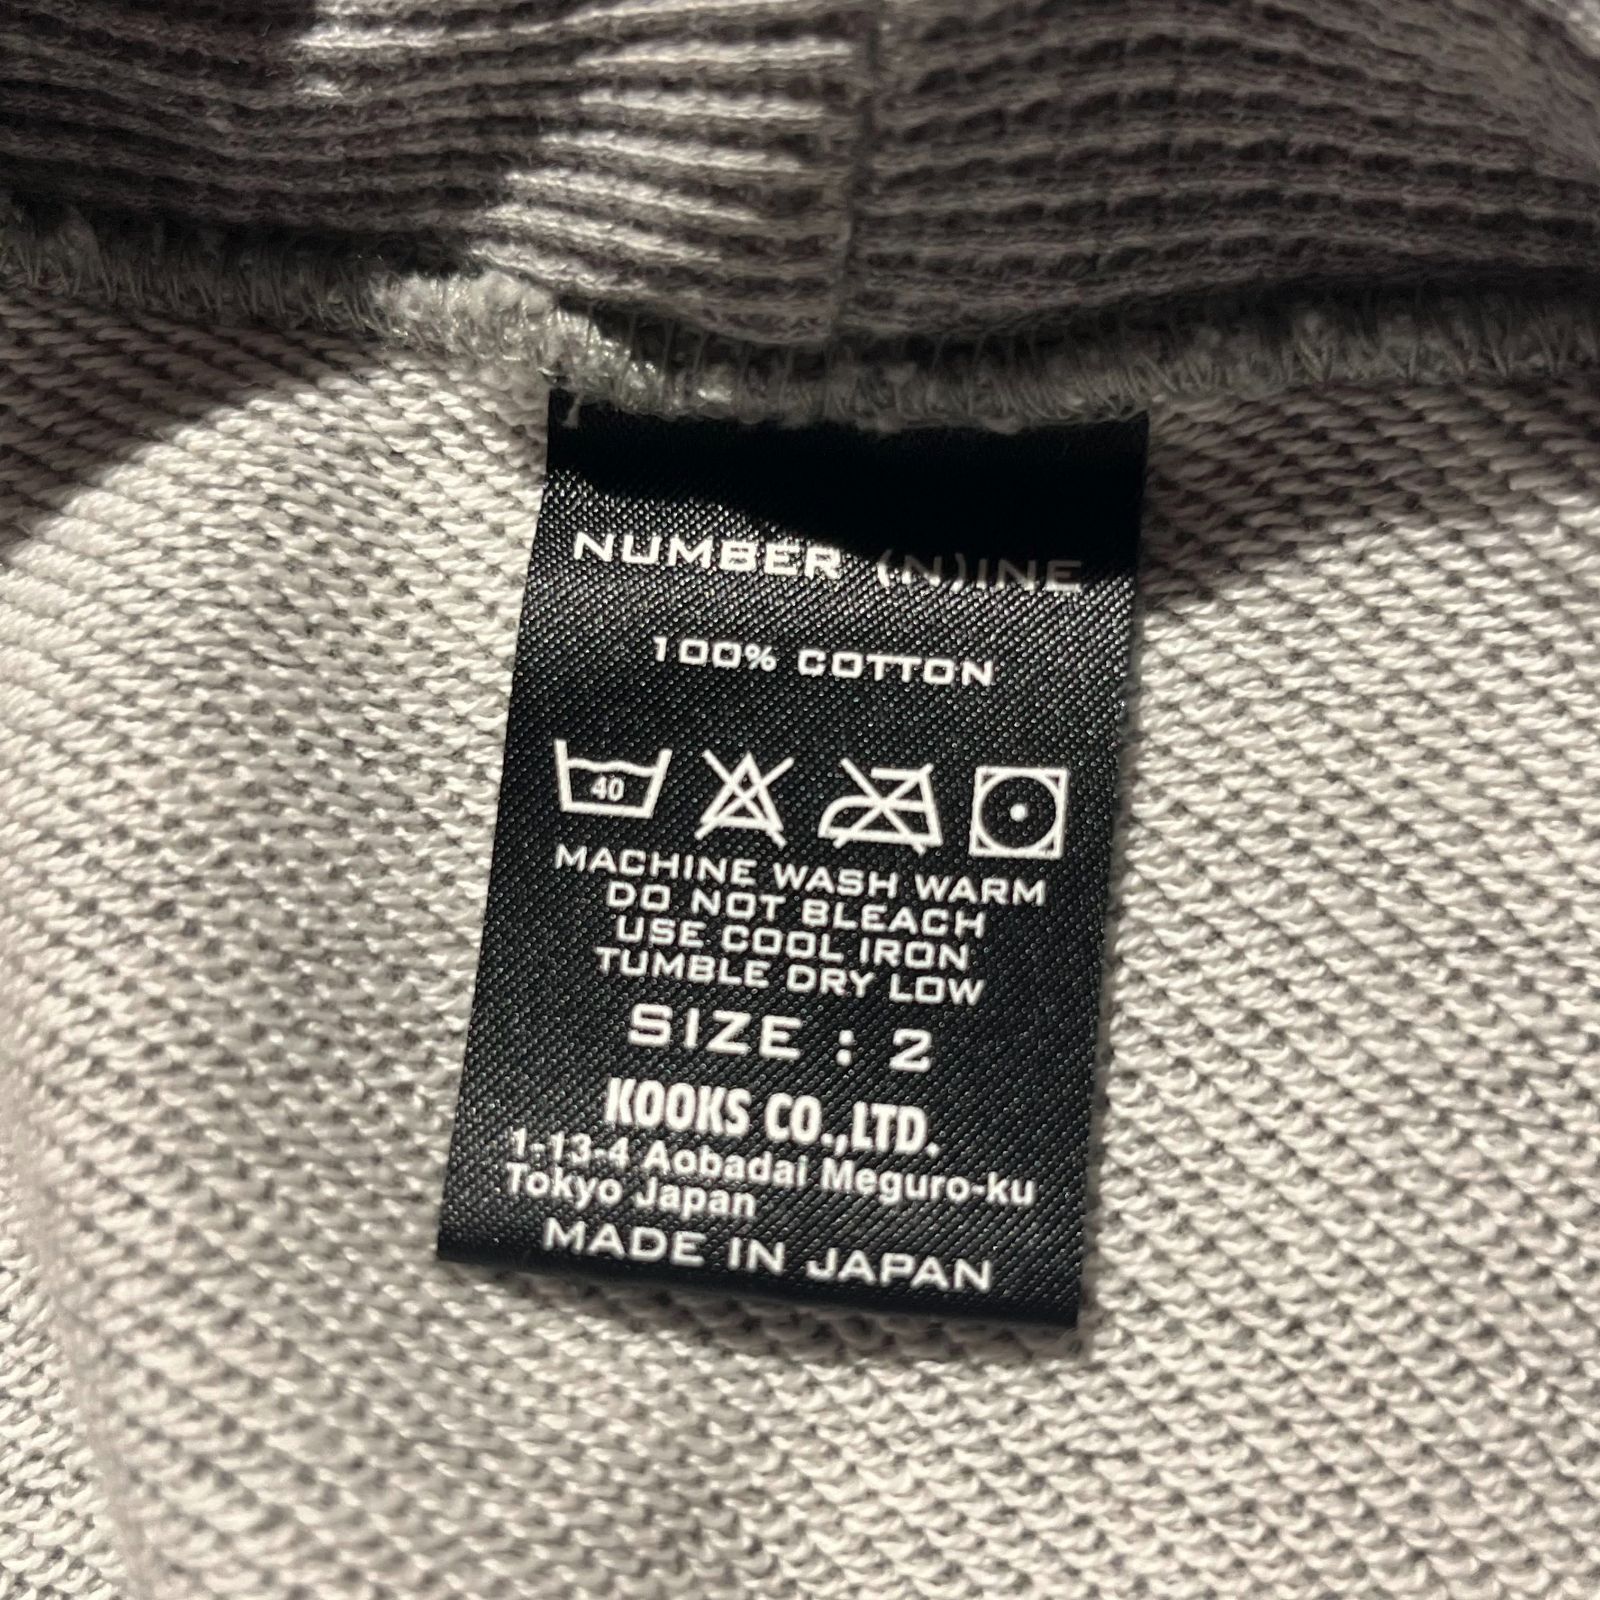 NUMBER (N)INE
100% COTTON
40
MACHINE WASH WARM
DO NOT BLEACH
USE COOL IRON
TUMBLE DRY LOW
SIZE : 2
KOOKS CO.,LTD.
1-13-4 Aobadai Meguro-ku
Tokyo Japan
MADE IN JAPAN